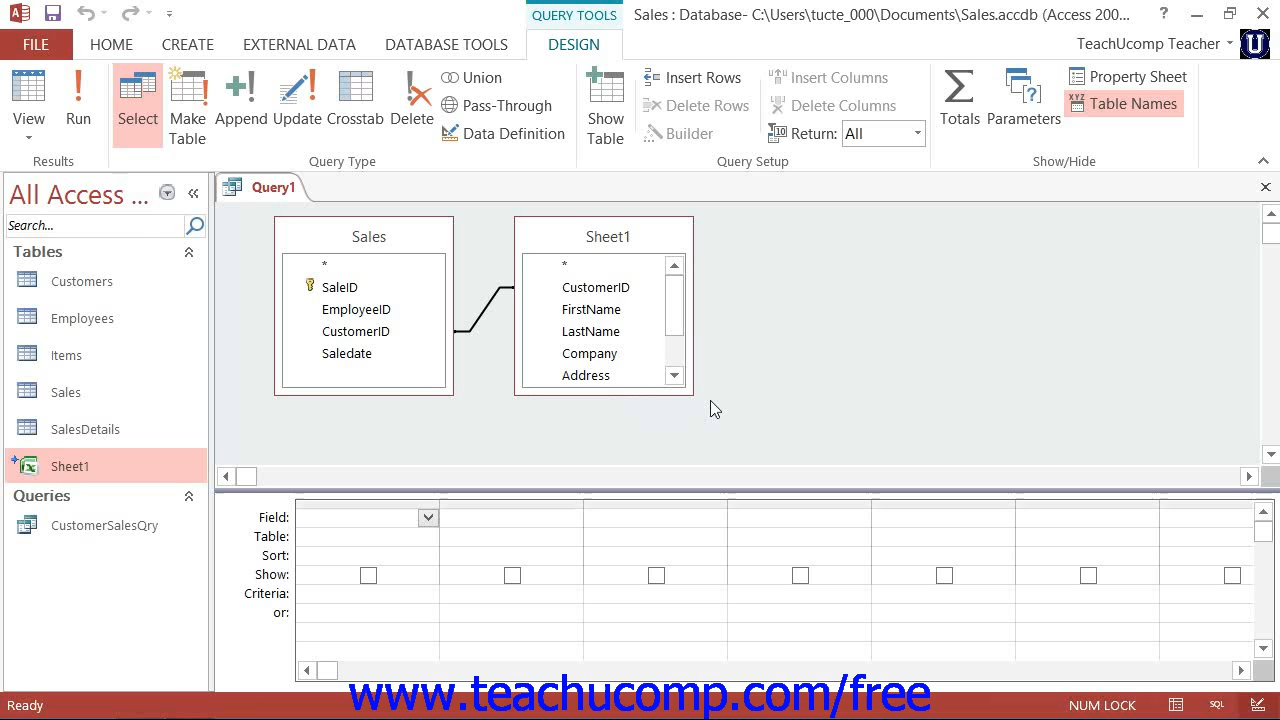 QUERY TOOLS
Sales : Database- C:\Users\tucte_000\Documents\Sales.accdb (Access 200...
?
FILE
HOME
CREATE
EXTERNAL DATA
DATABASE TOOLS
DESIGN
TeachUcomp Teacher
U
View
Run
Results
Select
Make
Table
Append
Update
Crosstab
Delete
Union
Pass-Through
Data Definition
Query Type
Show
Table
Insert Rows
Delete Rows
Builder
Insert Columns
Delete Columns
Return: All
Query Setup
Totals
Parameters
Property Sheet
Table Names
Show/Hide
All Access ...
Search...
Tables
Customers
Employees
Items
Sales
SalesDetails
Sheet1
Queries
CustomerSalesQry
Query1
Sales
*
SaleID
EmployeeID
CustomerID
Saledate
Sheet1
*
CustomerID
FirstName
LastName
Company
Address
Field:
Table:
Sort:
Show:
Criteria:
or:
www.teachucomp.com/free
Ready
NUM LOCK
SQL